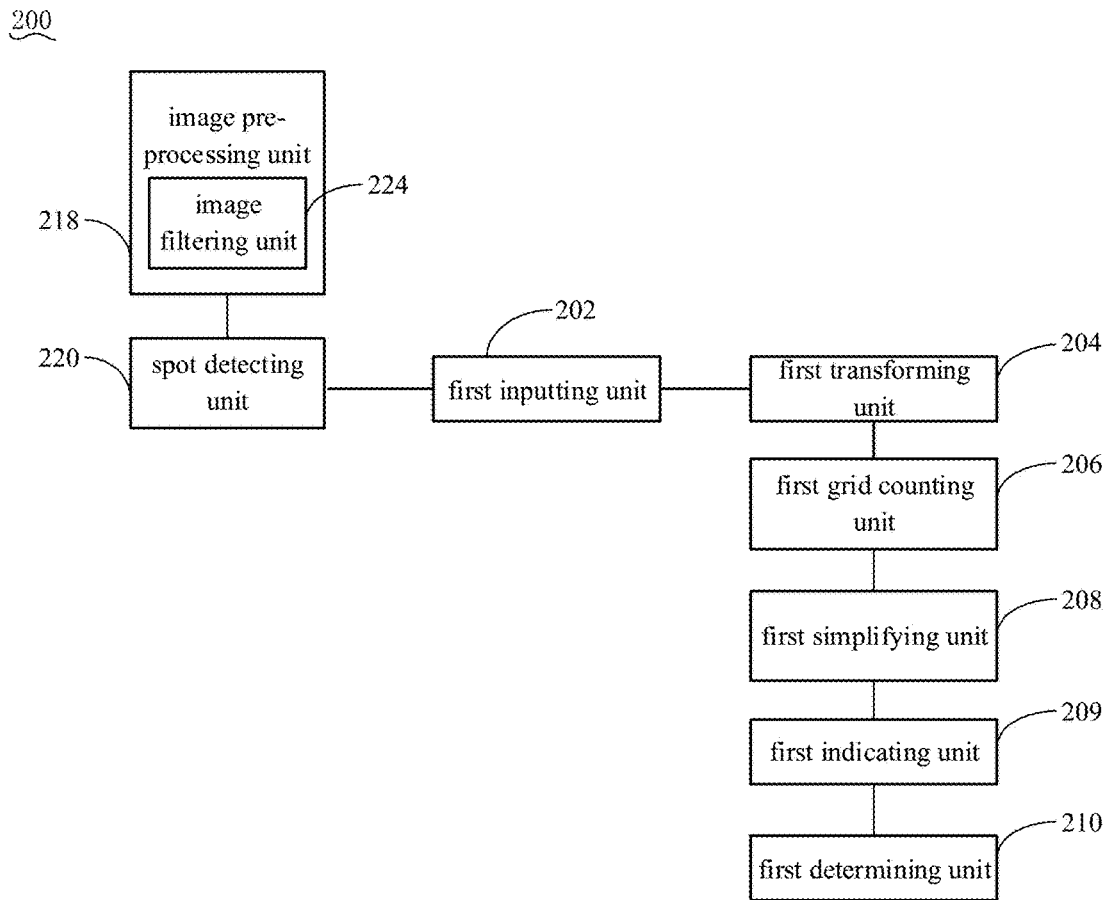 200
image pre-
processing unit
224
image
filtering unit
218
202
220
spot detecting
unit
first inputting unit
204
first transforming
unit
206
first grid counting
unit
208
first simplifying unit
209
first indicating unit
210
first determining unit